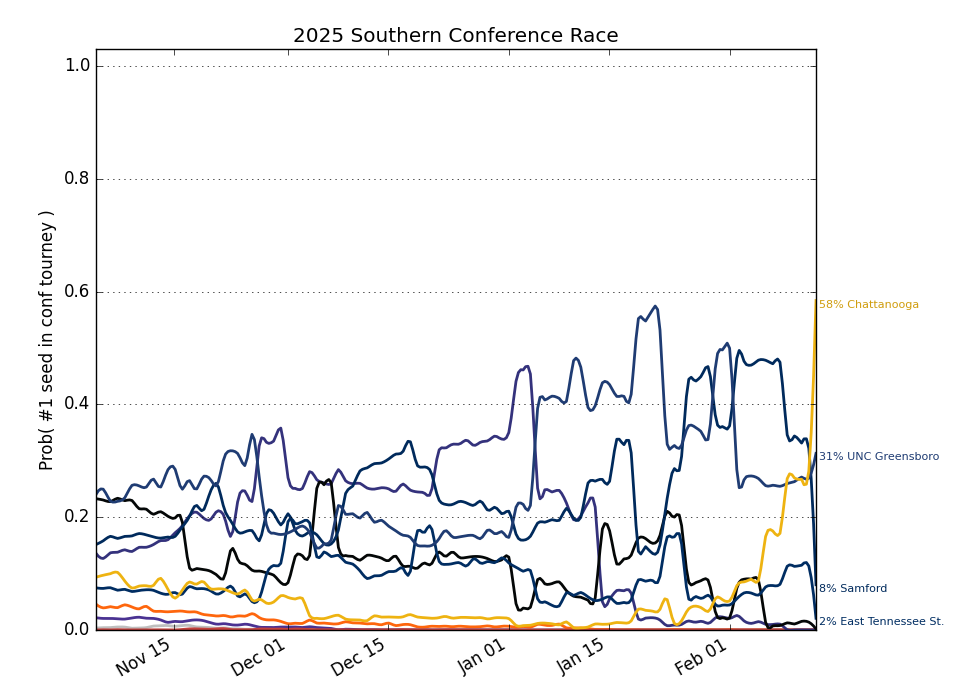 2025 Southern Conference Race
Prob( #1 seed in conf tourney )
1.0
0.8
0.6
0.4
0.2
0.0
58% Chattanooga
31% UNC Greensboro
8% Samford
2% East Tennessee St.
Nov 15
Dec 01
Dec 15
Jan 01
Jan 15
Feb 01